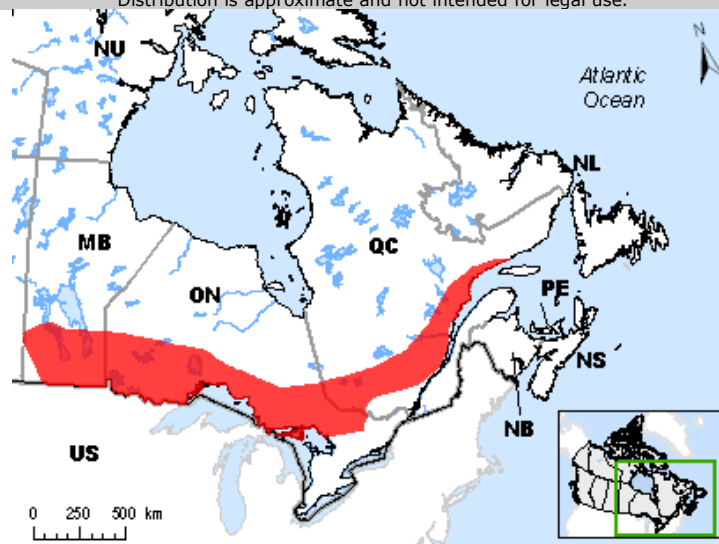 Distribution is approximate and not intended for legal use.
NU
Atlantic
Ocean
N
NL
MB
QC
ON
PE
NS
NB
US
0 250 500 km